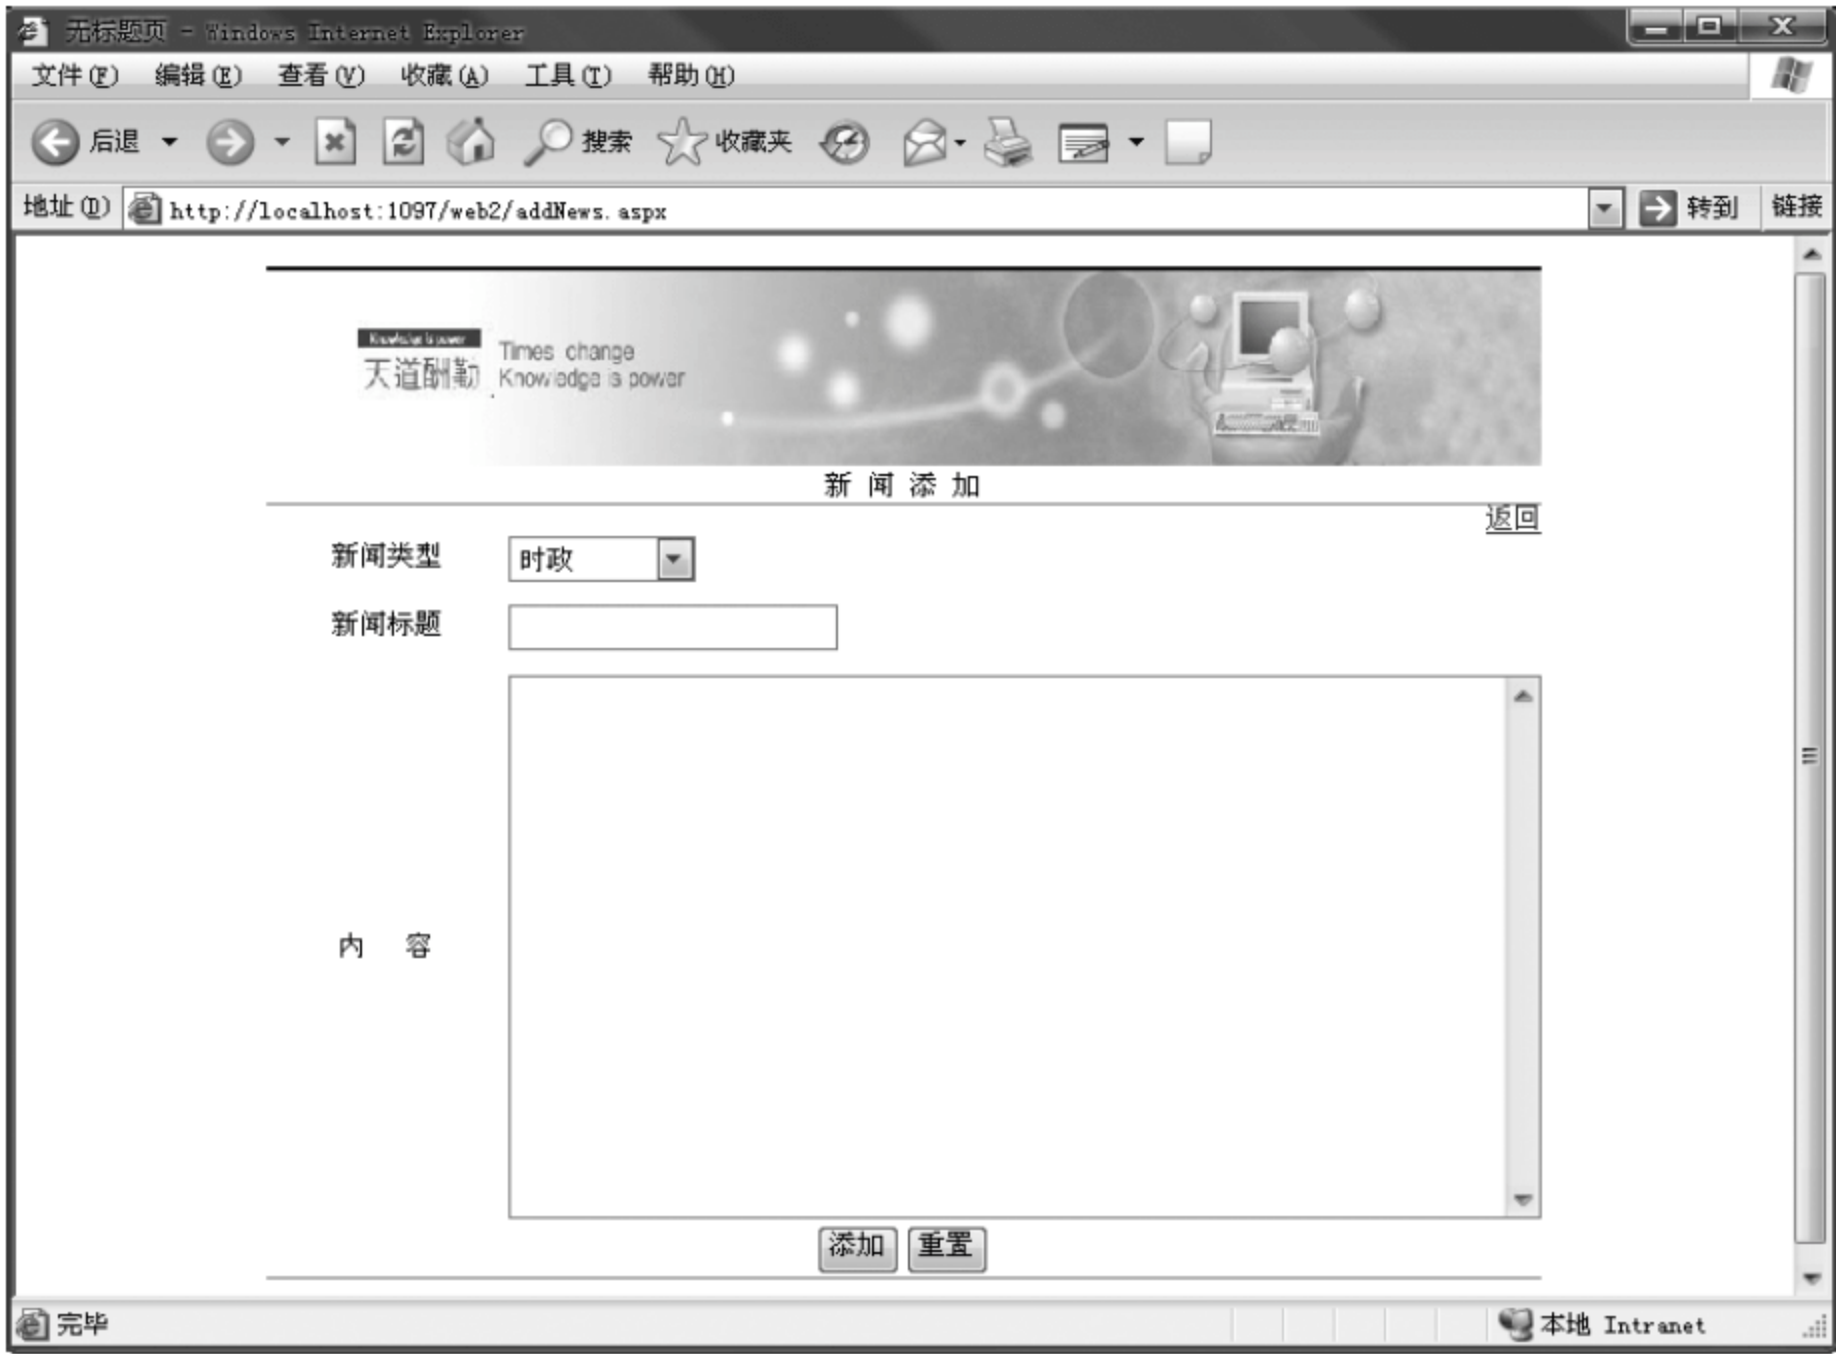 无标题页 - Windows Internet Explorer
文件(F) 编辑(E) 查看(V) 收藏(A) 工具(T) 帮助(H)
后退 搜索 收藏夹
地址(D) http://localhost:1097/web2/addNews.aspx 转到 链接
Knowledge is power
天道酬勤
Times change
Knowledge is power
新 闻 添 加
返回
新闻类型 时政
新闻标题
内 容
添加 重置
完毕 本地 Intranet